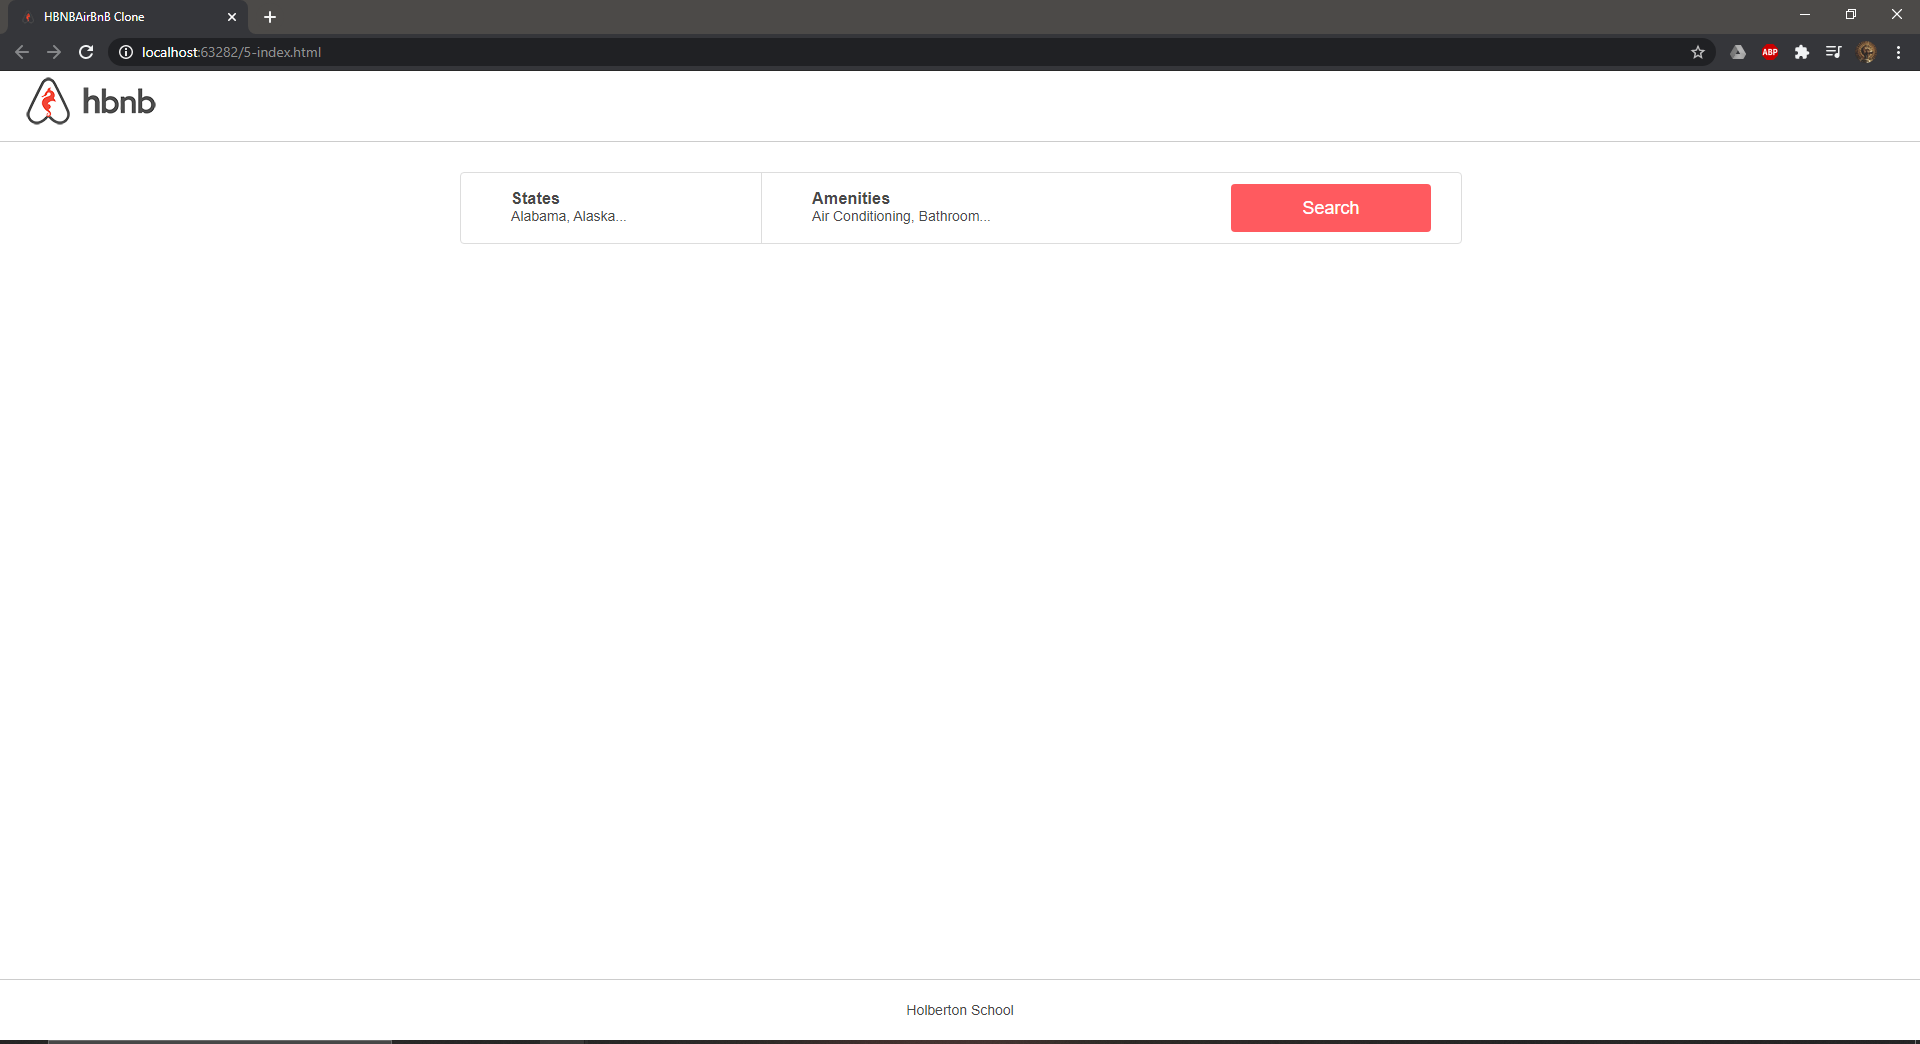 HBNBAirBnB Clone
localhost:63282/5-index.html
ABP
hbnb
States
Alabama, Alaska...
Amenities
Air Conditioning, Bathroom...
Search
Holberton School